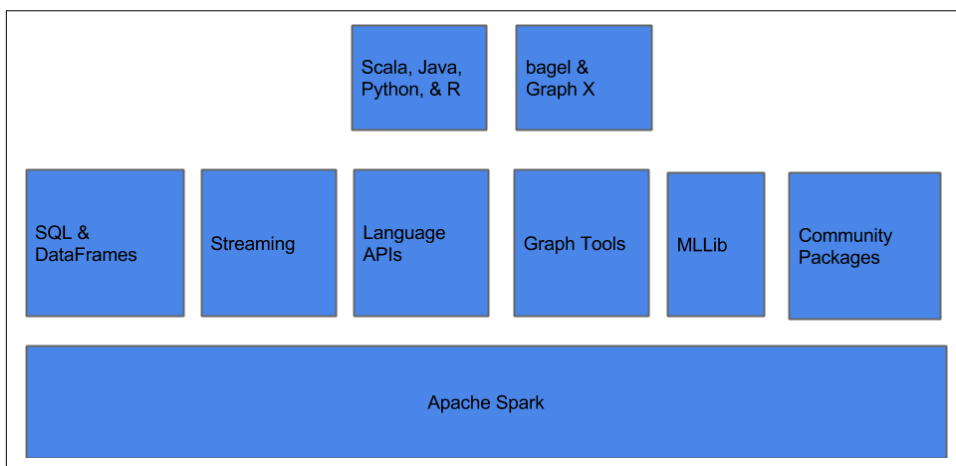 Scala, Java,
Python, & R
bagel &
Graph X
SQL &
DataFrames
Streaming
Language
APIs
Graph Tools
MLLib
Community
Packages
Apache Spark